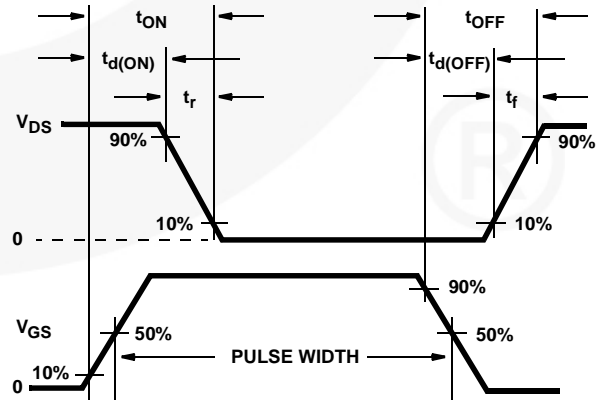 tON tOFF
td(ON) td(OFF)
tr tf
VDS
90% 90%
10% 10%
0
90%
VGS
50% 50%
PULSE WIDTH
10%
0
®